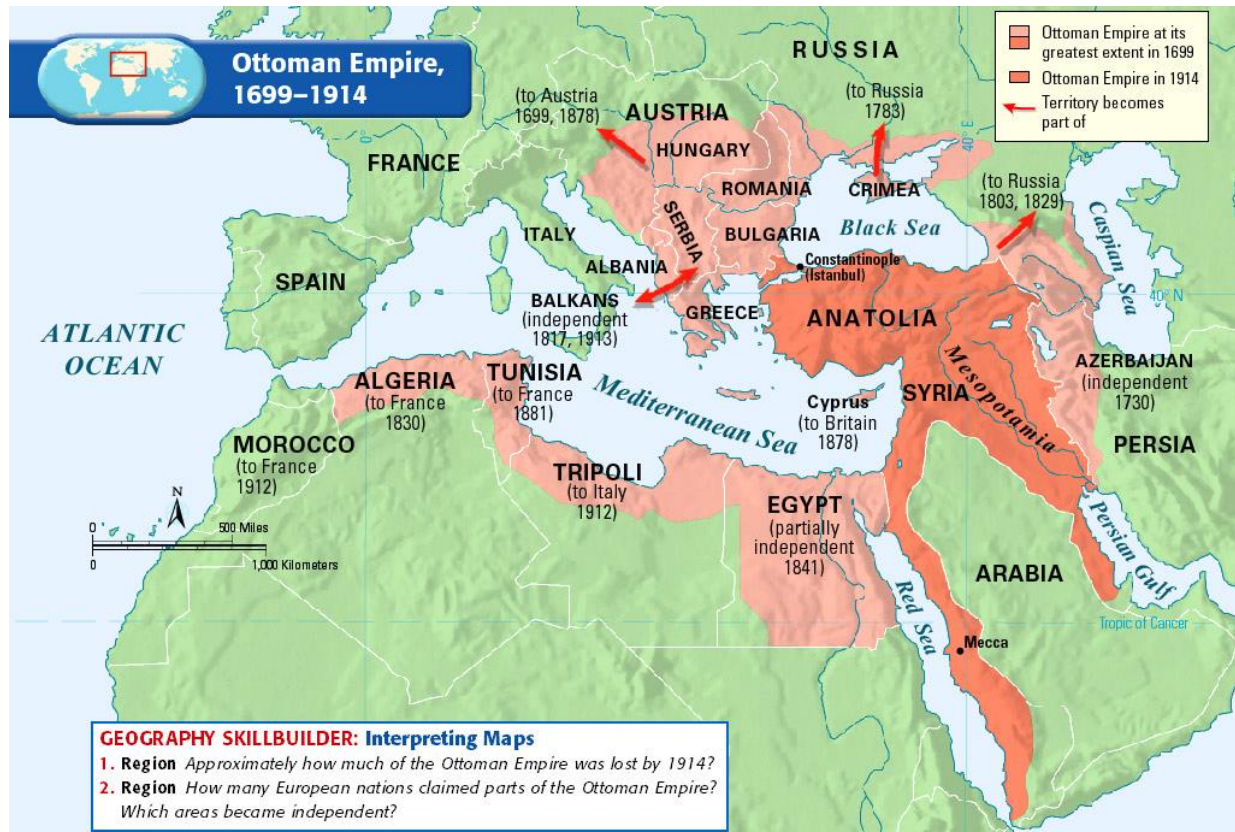 Ottoman Empire,
1699–1914
Ottoman Empire at its
greatest extent in 1699
Ottoman Empire in 1914
Territory becomes
part of
RUSSIA
(to Austria
1699, 1878)
AUSTRIA
(to Russia
1783)
40° E
0°
FRANCE
HUNGARY
ROMANIA
CRIMEA
(to Russia
1803, 1829)
Caspian Sea
SERBIA
BULGARIA
Black Sea
ITALY
Constantinople
(Istanbul)
SPAIN
ALBANIA
40° N
BALKANS
(independent
1817, 1913)
GREECE
ANATOLIA
ATLANTIC
OCEAN
Mesopotamia
AZERBAIJAN
(independent
1730)
ALGERIA
(to France
1830)
TUNISIA
(to France
1881)
Mediterranean Sea
Cyprus
(to Britain
1878)
SYRIA
PERSIA
MOROCCO
(to France
1912)
TRIPOLI
(to Italy
1912)
EGYPT
(partially
independent
1841)
Persian Gulf
N
0 500 Miles
0 1,000 Kilometers
ARABIA
Red Sea
Tropic of Cancer
Mecca
GEOGRAPHY SKILLBUILDER: Interpreting Maps
1. Region Approximately how much of the Ottoman Empire was lost by 1914?
2. Region How many European nations claimed parts of the Ottoman Empire?
Which areas became independent?